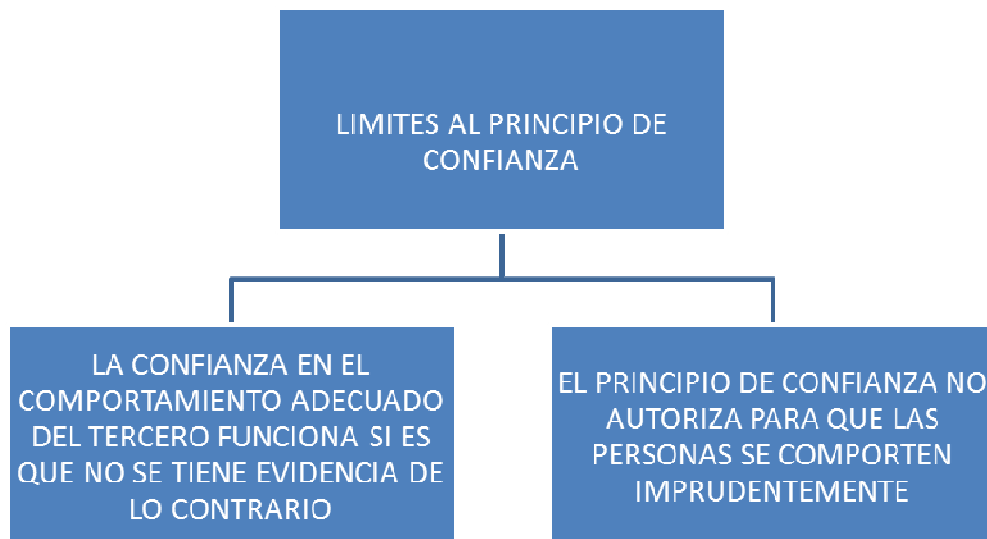 LIMITES AL PRINCIPIO DE
CONFIANZA
LA CONFIANZA EN EL
COMPORTAMIENTO ADECUADO
DEL TERCERO FUNCIONA SI ES
QUE NO SE TIENE EVIDENCIA DE
LO CONTRARIO
EL PRINCIPIO DE CONFIANZA NO
AUTORIZA PARA QUE LAS
PERSONAS SE COMPORTEN
IMPRUDENTEMENTE